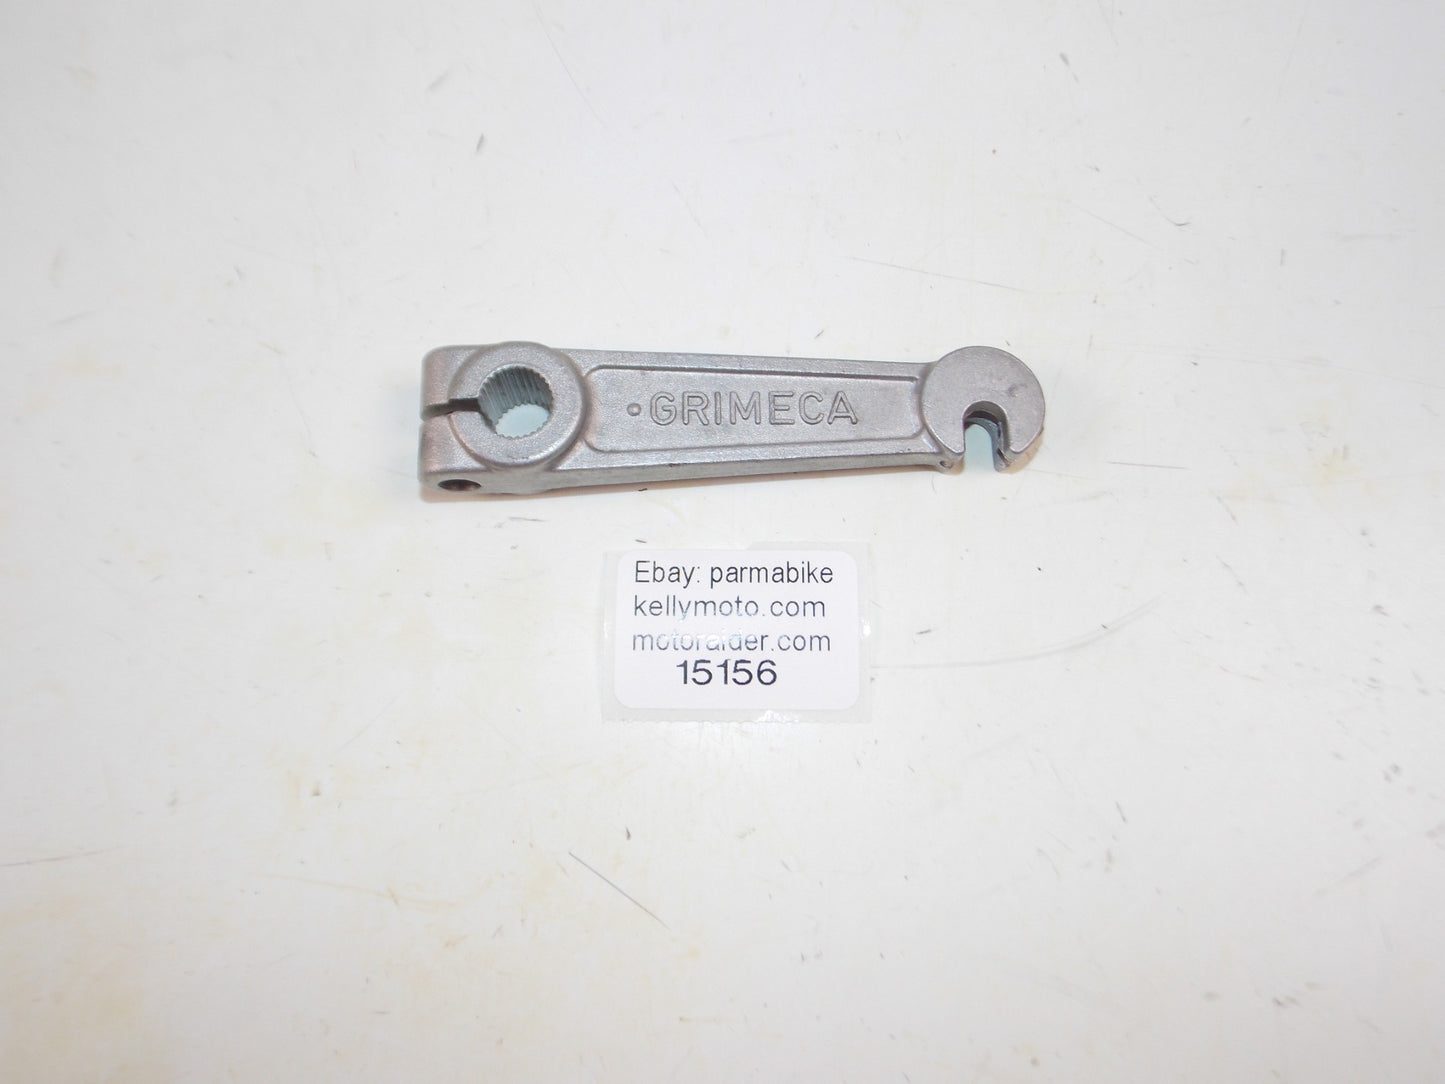 GRIMECA
Ebay: parmabike
kellymoto.com
motoraider.com
15156